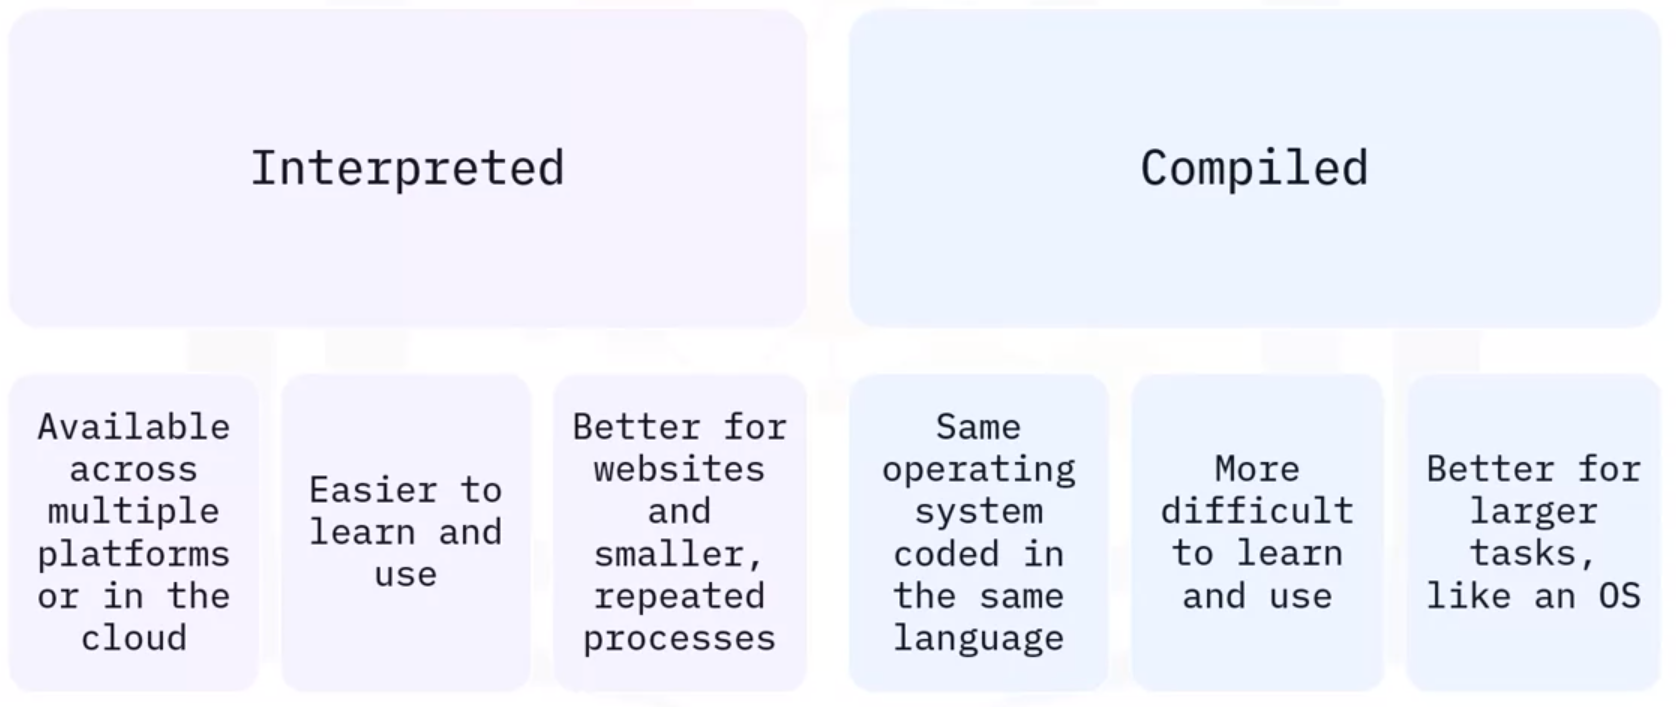 Interpreted
Compiled
Available
across
multiple
platforms
or in the
cloud
Easier to
learn and
use
Better for
websites
and
smaller,
repeated
processes
Same
operating
system
coded in
the same
language
More
difficult
to learn
and use
Better for
larger
tasks,
like an OS